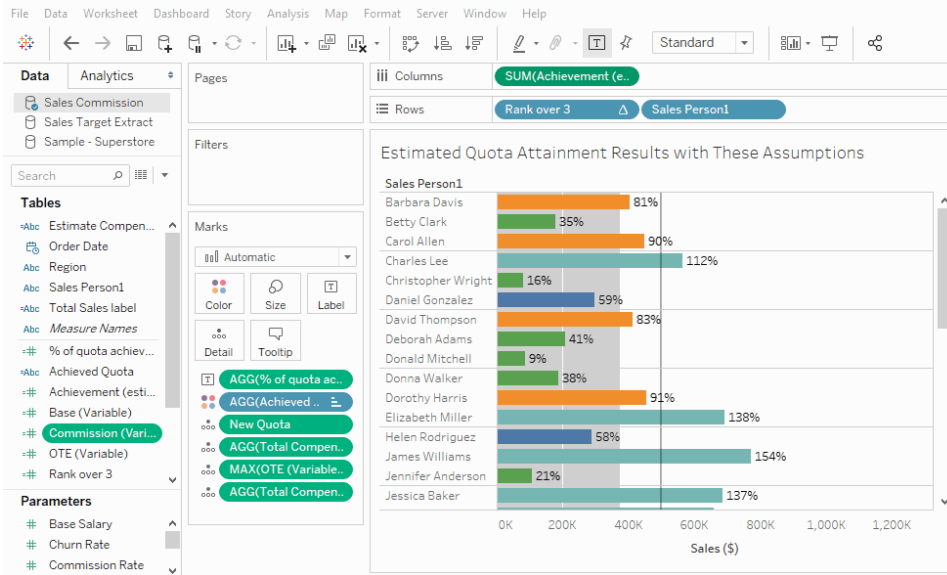 File Data Worksheet Dashboard Story Analysis Map Format Server Window Help
Standard
Data Analytics
Sales Commission
Sales Target Extract
Sample - Superstore
Search
Tables
Abc Estimate Compen...
Order Date
Abc Region
Abc Sales Person1
Abc Total Sales label
Abc Measure Names
# % of quota achiev...
Abc Achieved Quota
# Achievement (esti...
# Base (Variable)
# Commission (Vari...
# OTE (Variable)
# Rank over 3
Parameters
# Base Salary
# Churn Rate
# Commission Rate
Pages
Filters
Marks
Automatic
Color Size Label
Detail Tooltip
AGG(% of quota ac..
AGG(Achieved ..
New Quota
AGG(Total Compen..
MAX(OTE (Variable..
AGG(Total Compen..
Columns SUM(Achievement (e..
Rows Rank over 3 Sales Person1
Estimated Quota Attainment Results with These Assumptions
Sales Person1
Barbara Davis 81%
Betty Clark 35%
Carol Allen 90%
Charles Lee 112%
Christopher Wright 16%
Daniel Gonzalez 59%
David Thompson 83%
Deborah Adams 41%
Donald Mitchell 9%
Donna Walker 38%
Dorothy Harris 91%
Elizabeth Miller 138%
Helen Rodriguez 58%
James Williams 154%
Jennifer Anderson 21%
Jessica Baker 137%
0K 200K 400K 600K 800K 1,000K 1,200K
Sales ($)